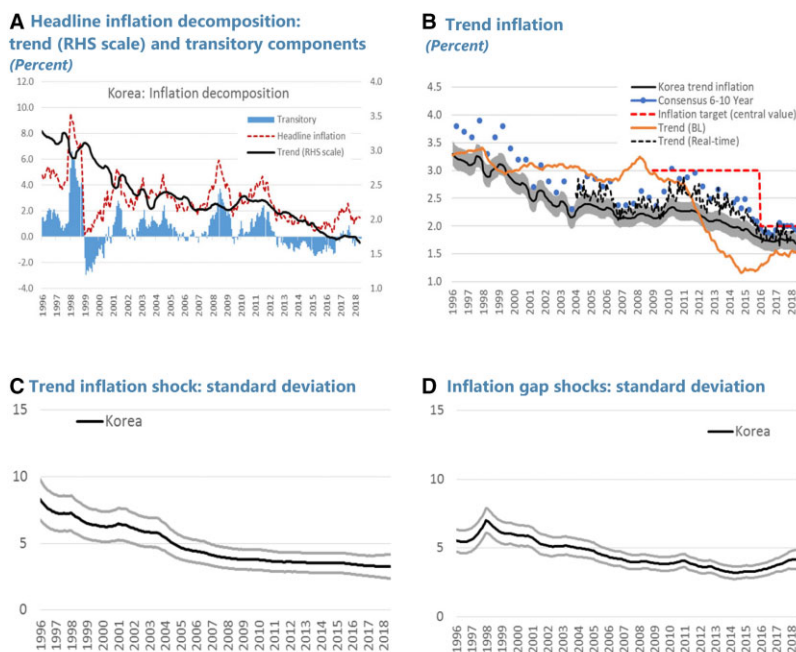 A Headline inflation decomposition:
trend (RHS scale) and transitory components
(Percent)
Korea: Inflation decomposition
Transitory
Headline inflation
Trend (RHS scale)
12.0
10.0
8.0
6.0
4.0
2.0
0.0
-2.0
-4.0
4.0
3.5
3.0
2.5
2.0
1.5
1.0
1996 1997 1998 1999 2000 2001 2002 2003 2004 2005 2006 2007 2008 2009 2010 2011 2012 2013 2014 2015 2016 2017 2018
B Trend inflation
(Percent)
Korea trend inflation
Consensus 6-10 Year
Inflation target (central value)
Trend (BL)
Trend (Real-time)
4.5
4.0
3.5
3.0
2.5
2.0
1.5
1.0
1996 1997 1998 1999 2000 2001 2002 2003 2004 2005 2006 2007 2008 2009 2010 2011 2012 2013 2014 2015 2016 2017 2018
C Trend inflation shock: standard deviation
Korea
15
10
5
0
1996 1997 1998 1999 2000 2001 2002 2003 2004 2005 2006 2007 2008 2009 2010 2011 2012 2013 2014 2015 2016 2017 2018
D Inflation gap shocks: standard deviation
Korea
15
10
5
0
1996 1997 1998 1999 2000 2001 2002 2003 2004 2005 2006 2007 2008 2009 2010 2011 2012 2013 2014 2015 2016 2017 2018